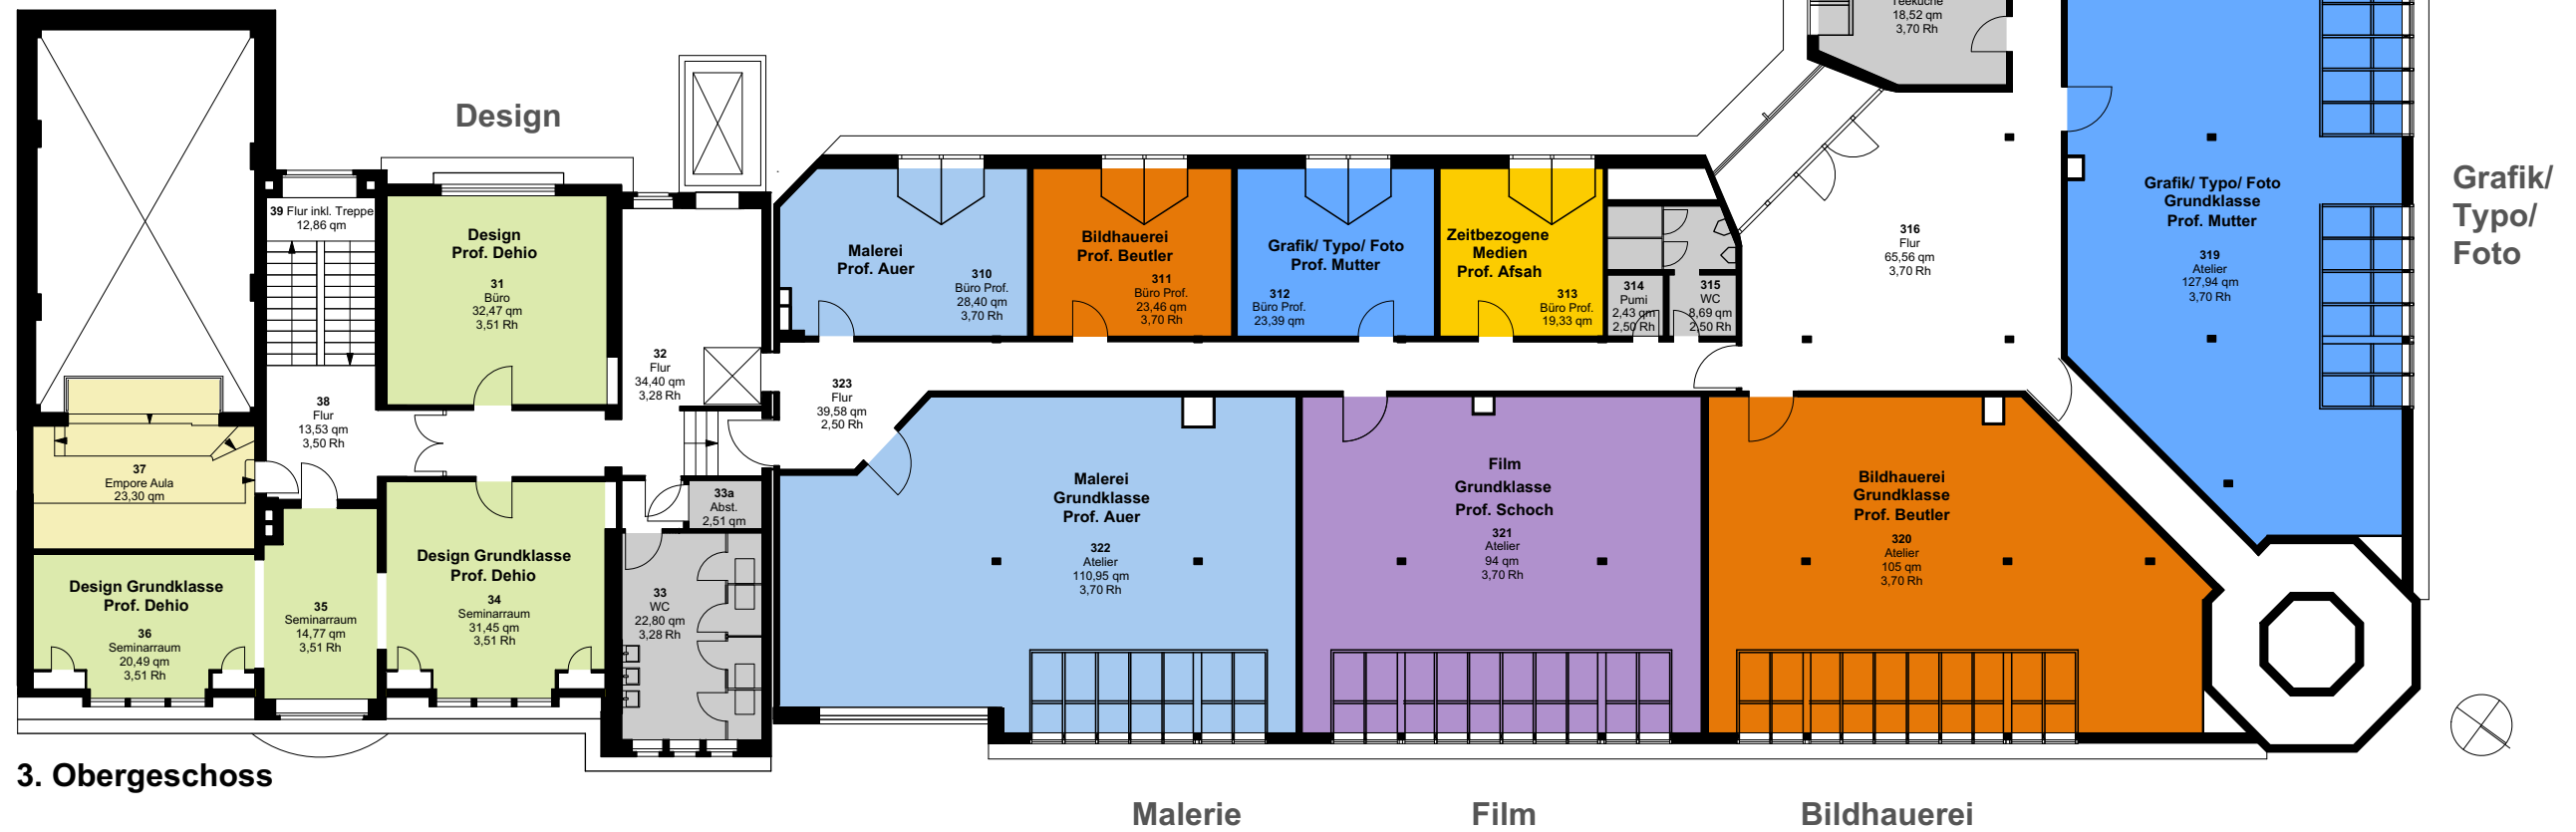 Teeküche
18,52 qm
3,70 Rh
Design
Grafik/
Typo/
Foto
39 Flur inkl. Treppe
12,86 qm
Design
Prof. Dehio
31
Büro
32,47 qm
3,51 Rh
32
Flur
34,40 qm
3,28 Rh
38
Flur
13,53 qm
3,50 Rh
37
Empore Aula
23,30 qm
Design Grundklasse
Prof. Dehio
36
Seminarraum
20,49 qm
3,51 Rh
35
Seminarraum
14,77 qm
3,51 Rh
Design Grundklasse
Prof. Dehio
34
Seminarraum
31,45 qm
3,51 Rh
33a
Abst.
2,51 qm
33
WC
22,80 qm
3,28 Rh
Malerei
Prof. Auer
310
Büro Prof.
28,40 qm
3,70 Rh
Bildhauerei
Prof. Beutler
311
Büro Prof.
23,46 qm
3,70 Rh
Grafik/ Typo/ Foto
Prof. Mutter
312
Büro Prof.
23,39 qm
Zeitbezogene
Medien
Prof. Afsah
313
Büro Prof.
19,33 qm
314
Pumi
2,43 qm
2,50 Rh
315
WC
8,69 qm
2,50 Rh
316
Flur
65,56 qm
3,70 Rh
Grafik/ Typo/ Foto
Grundklasse
Prof. Mutter
319
Atelier
127,94 qm
3,70 Rh
323
Flur
39,58 qm
2,50 Rh
Malerei
Grundklasse
Prof. Auer
322
Atelier
110,95 qm
3,70 Rh
Film
Grundklasse
Prof. Schoch
321
Atelier
94 qm
3,70 Rh
Bildhauerei
Grundklasse
Prof. Beutler
320
Atelier
105 qm
3,70 Rh
3. Obergeschoss
Malerie
Film
Bildhauerei